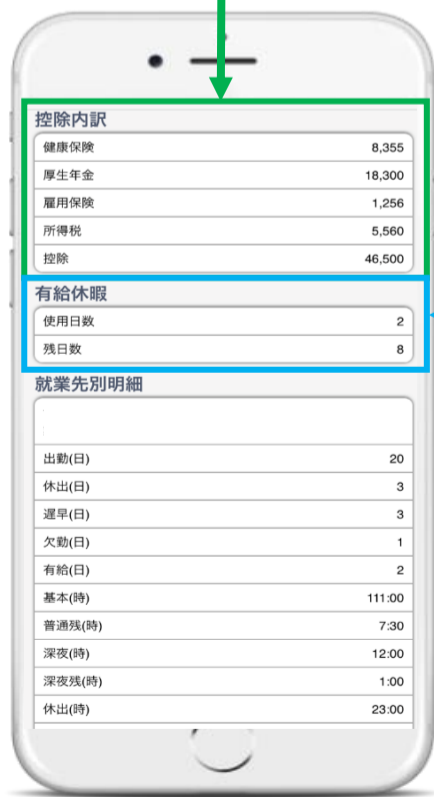 控除内訳
健康保険 8,355
厚生年金 18,300
雇用保険 1,256
所得税 5,560
控除 46,500
有給休暇
使用日数 2
残日数 8
就業先別明細
出勤(日) 20
休出(日) 3
遅早(日) 3
欠勤(日) 1
有給(日) 2
基本(時) 111:00
普通残(時) 7:30
深夜(時) 12:00
深夜残(時) 1:00
休出(時) 23:00